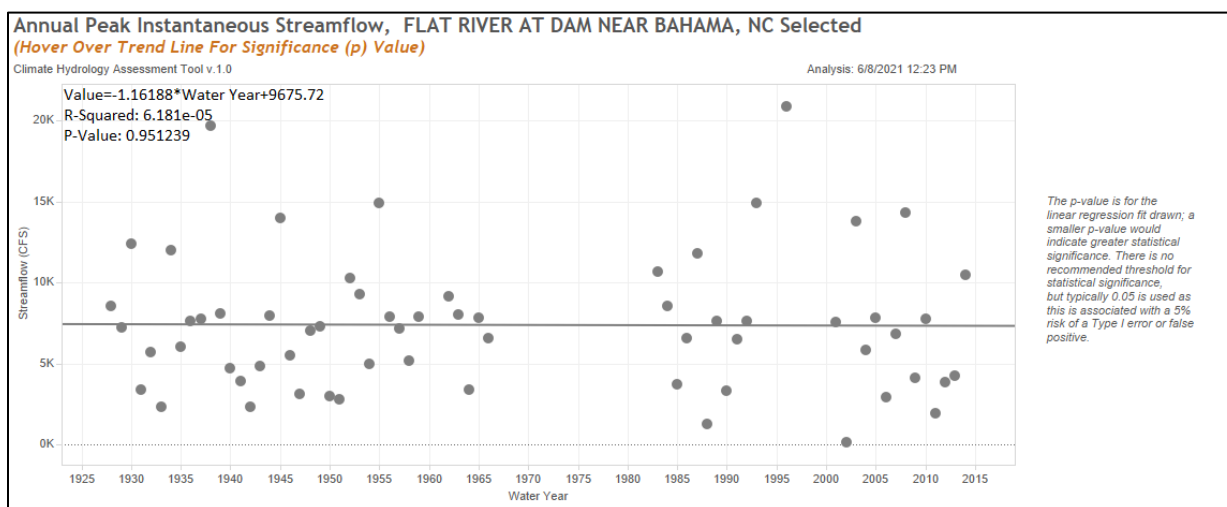 Annual Peak Instantaneous Streamflow, FLAT RIVER AT DAM NEAR BAHAMA, NC Selected
(Hover Over Trend Line For Significance (p) Value)
Climate Hydrology Assessment Tool v.1.0
Analysis: 6/8/2021 12:23 PM
Value=-1.16188*Water Year+9675.72
R-Squared: 6.181e-05
P-Value: 0.951239
20K
15K
10K
5K
0K
Streamflow (CFS)
1925 1930 1935 1940 1945 1950 1955 1960 1965 1970 1975 1980 1985 1990 1995 2000 2005 2010 2015
Water Year
The p-value is for the
linear regression fit drawn; a
smaller p-value would
indicate greater statistical
significance. There is no
recommended threshold for
statistical significance,
but typically 0.05 is used as
this is associated with a 5%
risk of a Type I error or false
positive.